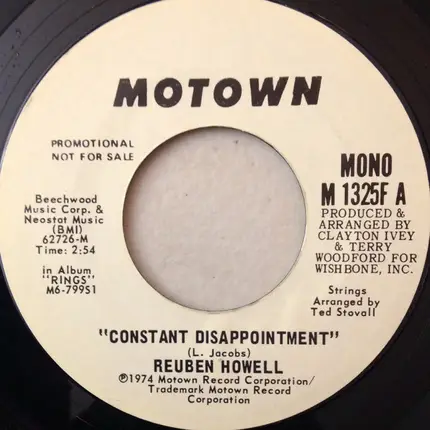 MOTOWN
PROMOTIONAL
NOT FOR SALE
Beechwood
Music Corp. &
Neostat Music
(BMI)
62726-M
Time: 2:54
in Album
"RINGS"
M6-799S1
MONO
M 1325F A
PRODUCED &
ARRANGED BY
CLAYTON IVEY
& TERRY
WOODFORD FOR
WISHBONE, INC.
Strings
Arranged by
Ted Stovall
"CONSTANT DISAPPOINTMENT"
(L. Jacobs)
REUBEN HOWELL
℗1974 Motown Record Corporation/
Trademark Motown Record
Corporation